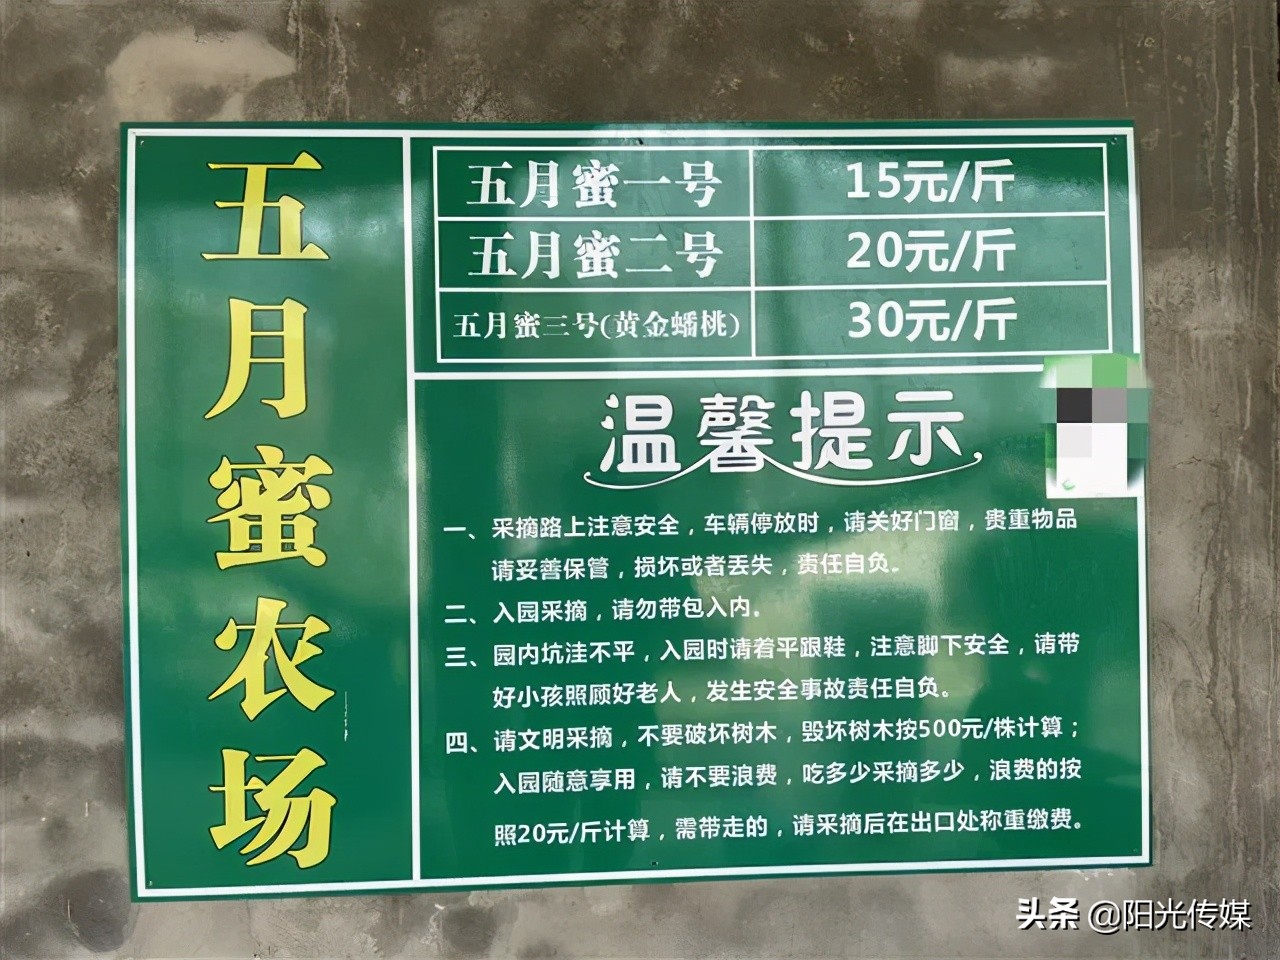 五月蜜农场
五月蜜一号 15元/斤
五月蜜二号 20元/斤
五月蜜三号(黄金蟠桃) 30元/斤
温馨提示
一、采摘路上注意安全，车辆停放时，请关好门窗，贵重物品
请妥善保管，损坏或者丢失，责任自负。
二、入园采摘，请勿带包入内。
三、园内坑洼不平，入园时请着平跟鞋，注意脚下安全，请带
好小孩照顾好老人，发生安全事故责任自负。
四、请文明采摘，不要破坏树木，毁坏树木按500元/株计算；
入园随意享用，请不要浪费，吃多少采摘多少，浪费的按
照20元/斤计算，需带走的，请采摘后在出口处称重缴费。
头条 @阳光传媒